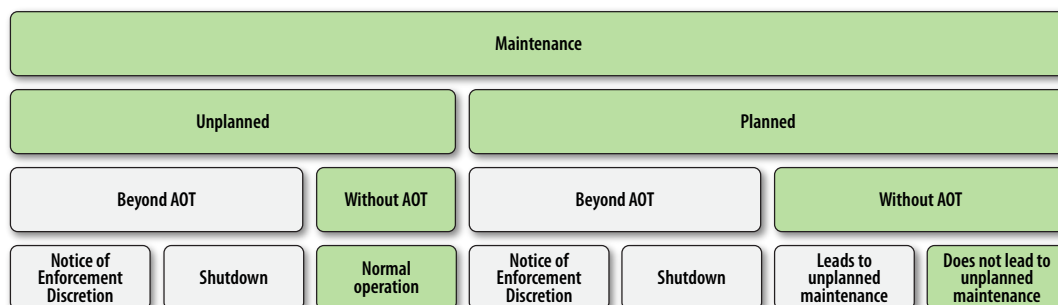 Maintenance
Unplanned
Planned
Beyond AOT
Without AOT
Beyond AOT
Without AOT
Notice of
Enforcement
Discretion
Shutdown
Normal
operation
Notice of
Enforcement
Discretion
Shutdown
Leads to
unplanned
maintenance
Does not lead to
unplanned
maintenance